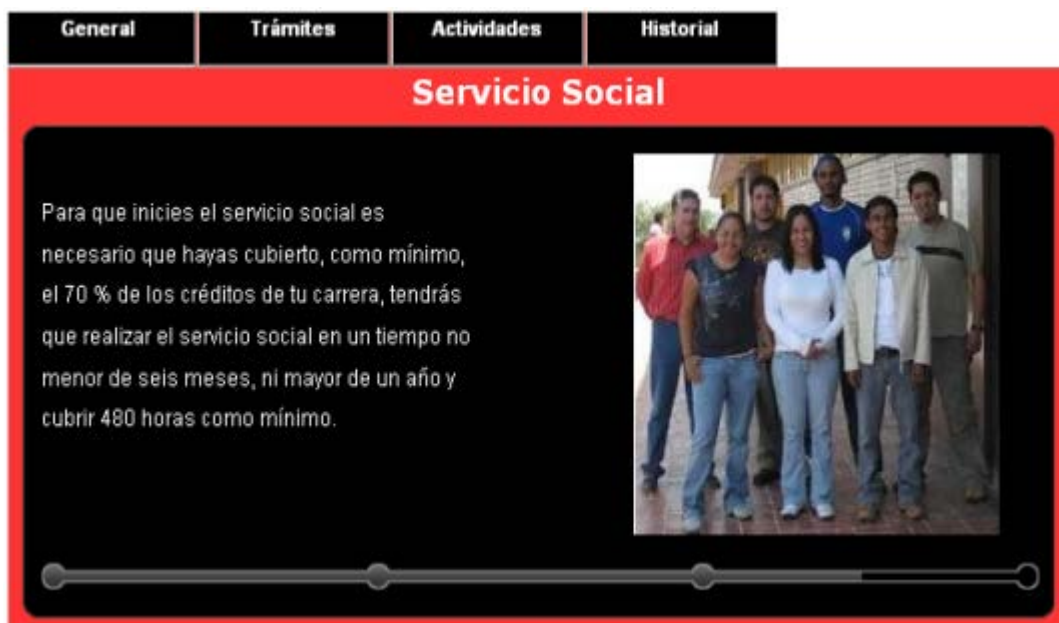 General
Trámites
Actividades
Historial
Servicio Social
Para que inicies el servicio social es
necesario que hayas cubierto, como mínimo,
el 70 % de los créditos de tu carrera, tendrás
que realizar el servicio social en un tiempo no
menor de seis meses, ni mayor de un año y
cubrir 480 horas como mínimo.